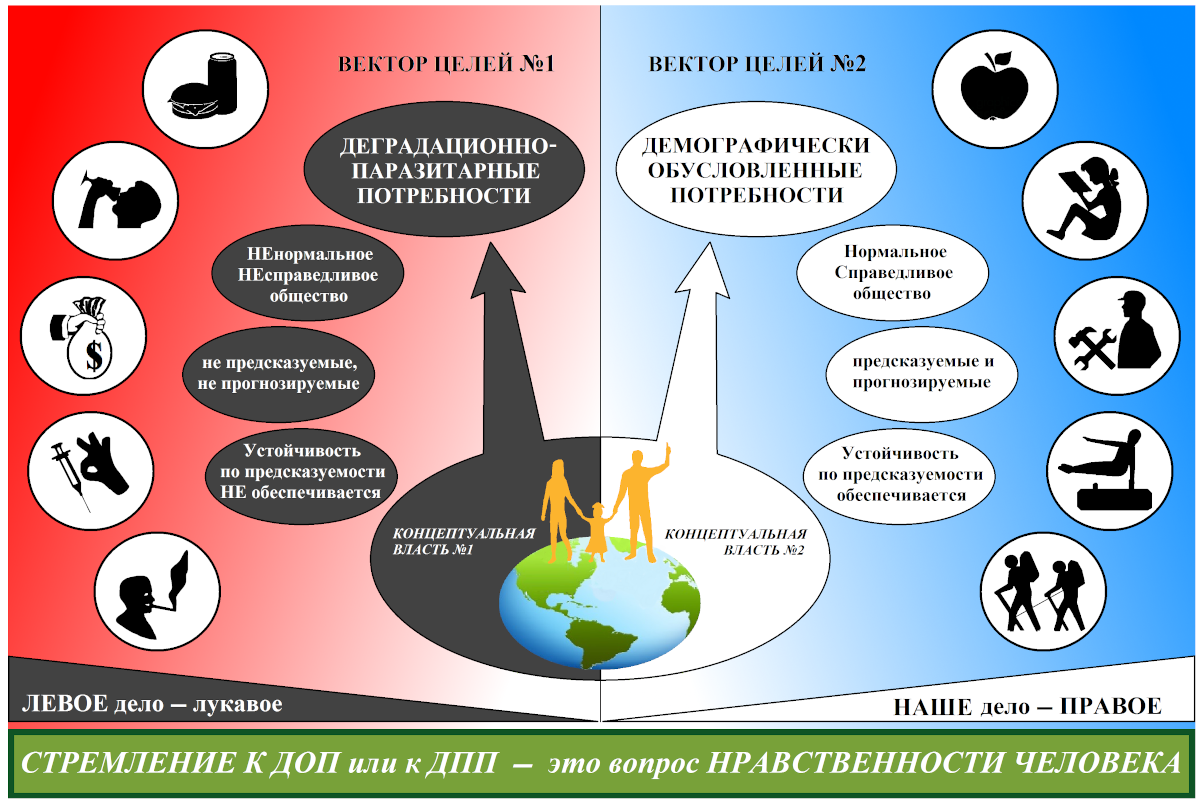 ВЕКТОР ЦЕЛЕЙ №1
ДЕГРАДАЦИОННО-
ПАРАЗИТАРНЫЕ
ПОТРЕБНОСТИ
НЕнормальное
НЕсправедливое
общество
не предсказуемые,
не прогнозируемые
Устойчивость
по предсказуемости
НЕ обеспечивается
КОНЦЕПТУАЛЬНАЯ
ВЛАСТЬ №1
$
ЛЕВОЕ дело – лукавое
ВЕКТОР ЦЕЛЕЙ №2
ДЕМОГРАФИЧЕСКИ
ОБУСЛОВЛЕННЫЕ
ПОТРЕБНОСТИ
Нормальное
Справедливое
общество
предсказуемые и
прогнозируемые
Устойчивость
по предсказуемости
обеспечивается
КОНЦЕПТУАЛЬНАЯ
ВЛАСТЬ №2
НАШЕ дело – ПРАВОЕ
СТРЕМЛЕНИЕ К ДОП или к ДПП – это вопрос НРАВСТВЕННОСТИ ЧЕЛОВЕКА